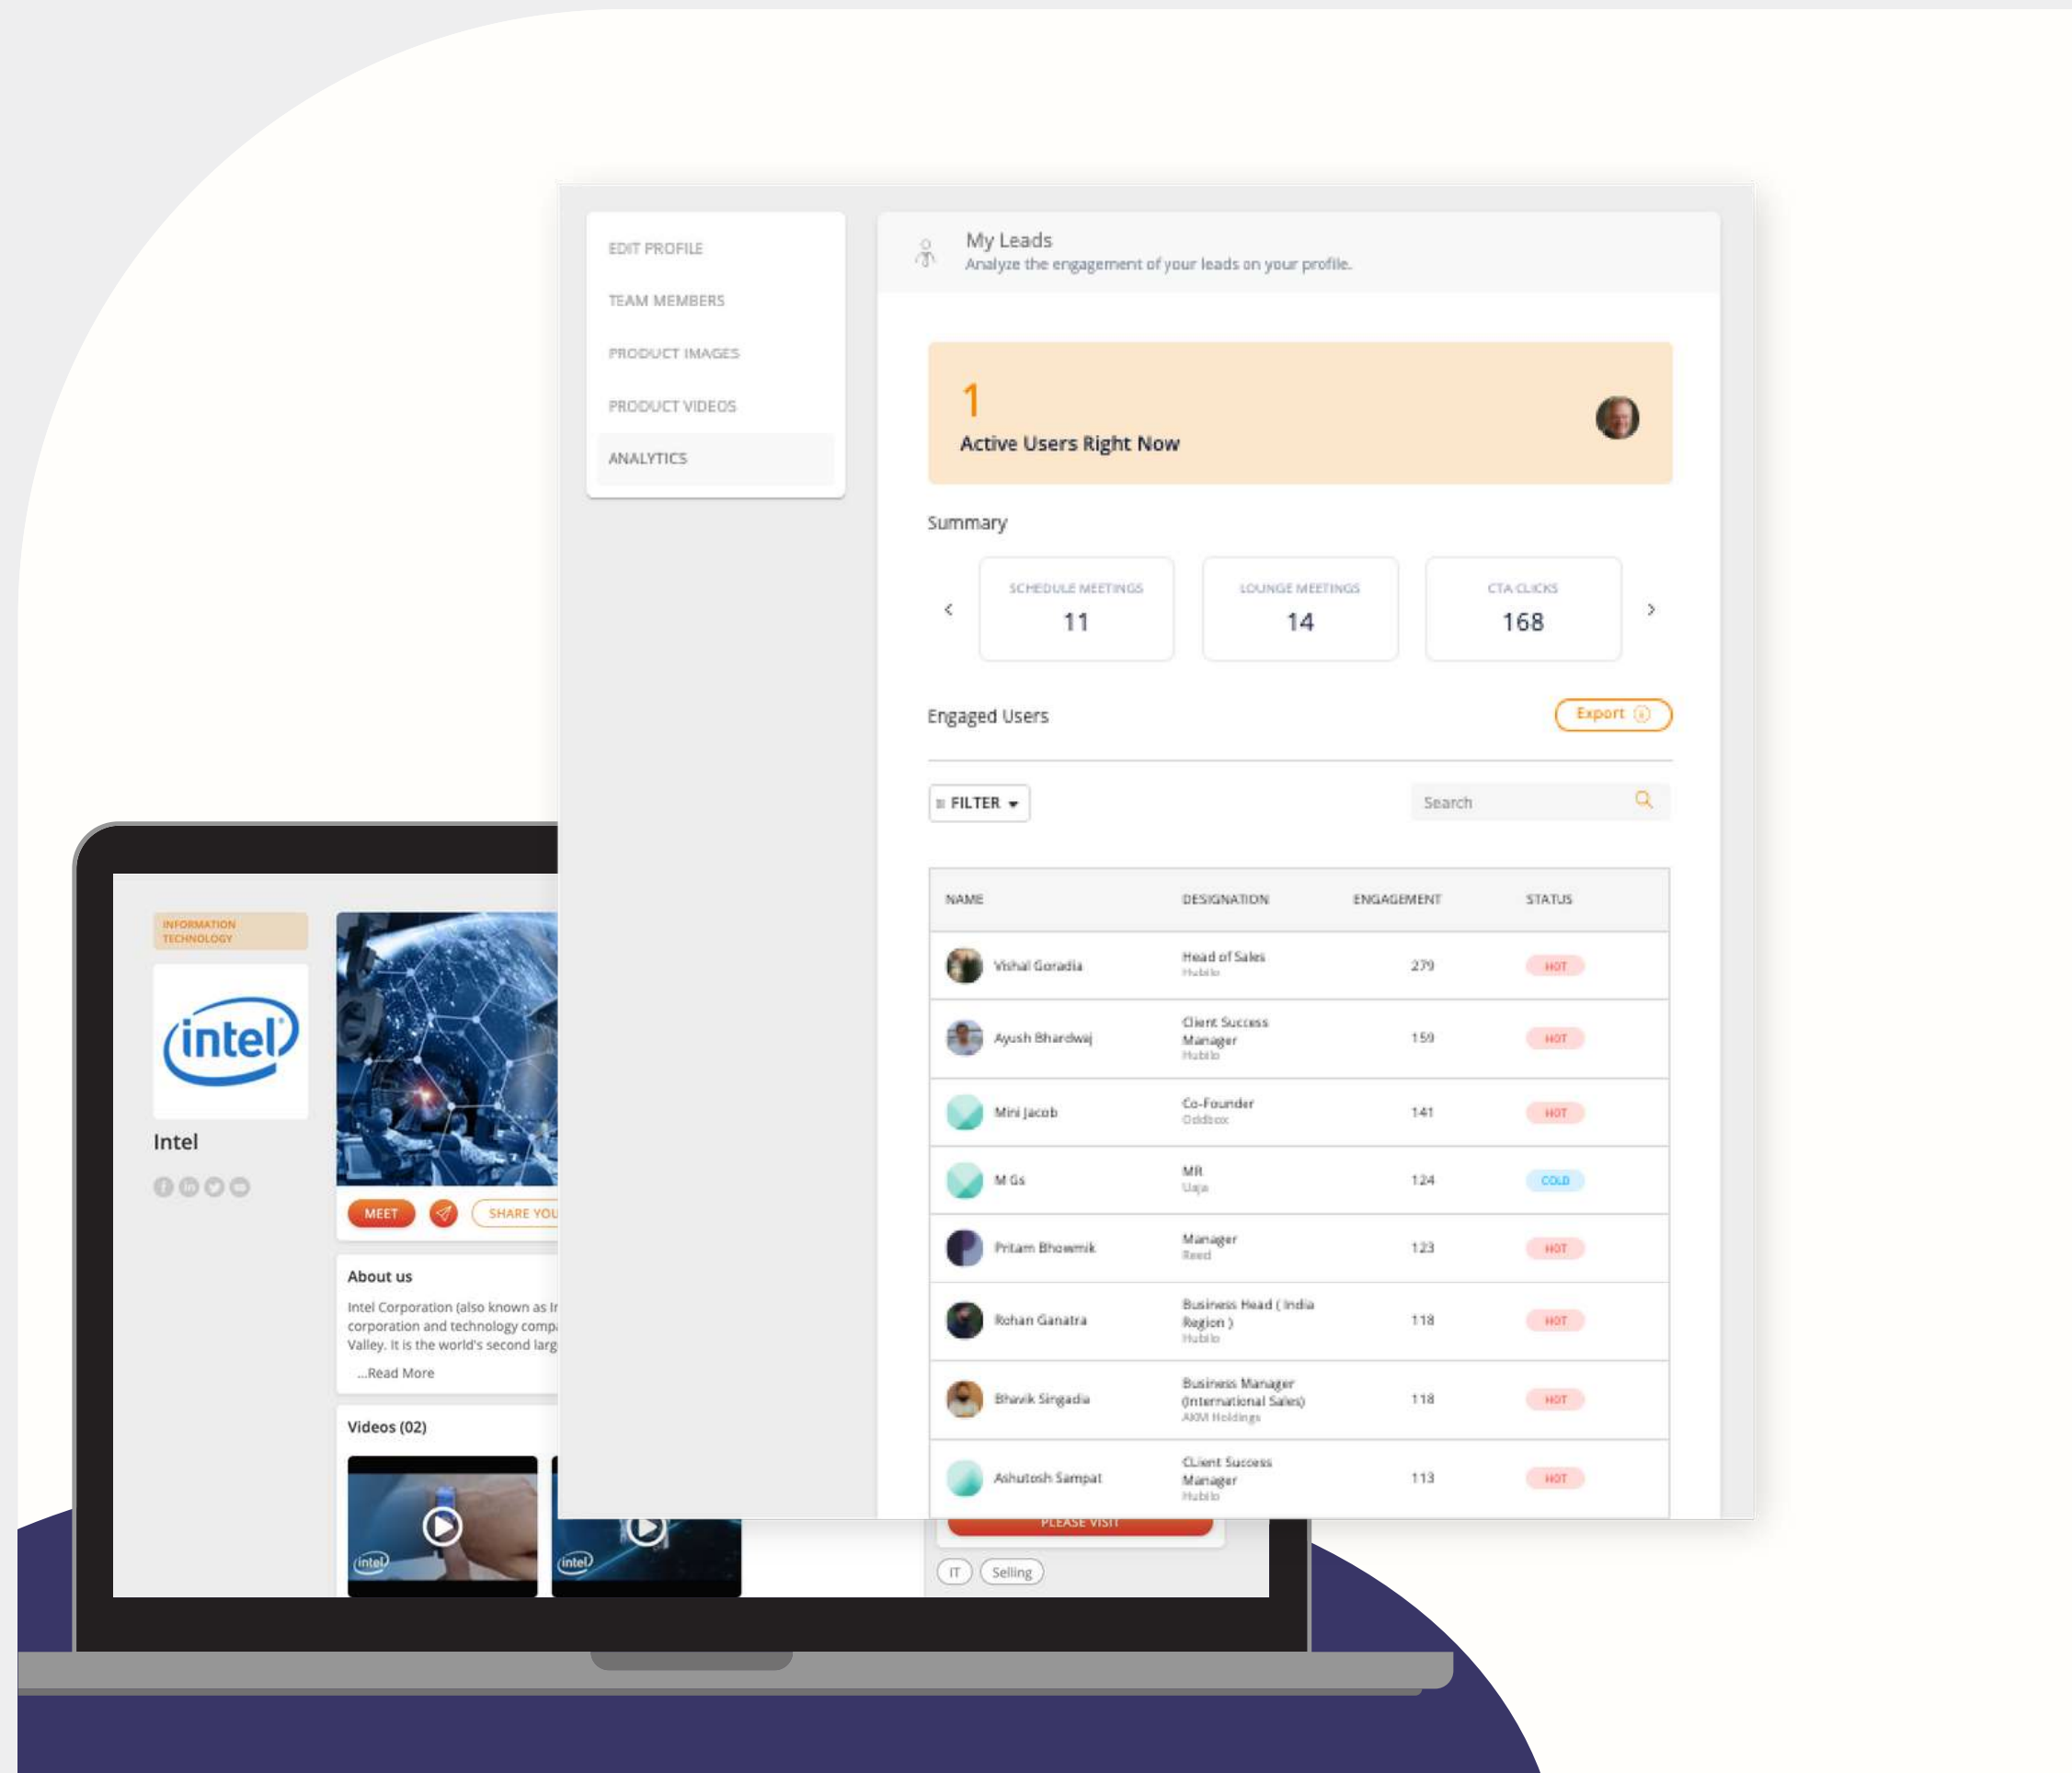 EDIT PROFILE
TEAM MEMBERS
PRODUCT IMAGES
PRODUCT VIDEOS
ANALYTICS
My Leads
Analyze the engagement of your leads on your profile.
1
Active Users Right Now
Summary
SCHEDULE MEETINGS
11
LOUNGE MEETINGS
14
CTA CLICKS
168
Engaged Users
Export
FILTER
Search
NAME DESIGNATION ENGAGEMENT STATUS
Vishal Goradia Head of Sales 279 HOT
Hubilo
Ayush Bhardwaj Client Success
Manager 159 HOT
Hubilo
Mini Jacob Co-Founder 141 HOT
Oddbox
M Gs MR 124 COLD
Pritam Bhowmik Manager 123 HOT
Reed
Rohan Ganatra Business Head ( India
Region ) 118 HOT
Hubilo
Bhavik Singadia Business Manager
(International Sales) 118 HOT
AKM Holdings
Ashutosh Sampat CLient Success
Manager 113 HOT
Hubilo
INFORMATION
TECHNOLOGY
intel
Intel
MEET
SHARE YOU
About us
Intel Corporation (also known as
corporation and technology comp
Valley. It is the world's second larg
...Read More
Videos (02)
intel
intel
PLEASE VISIT
IT
Selling